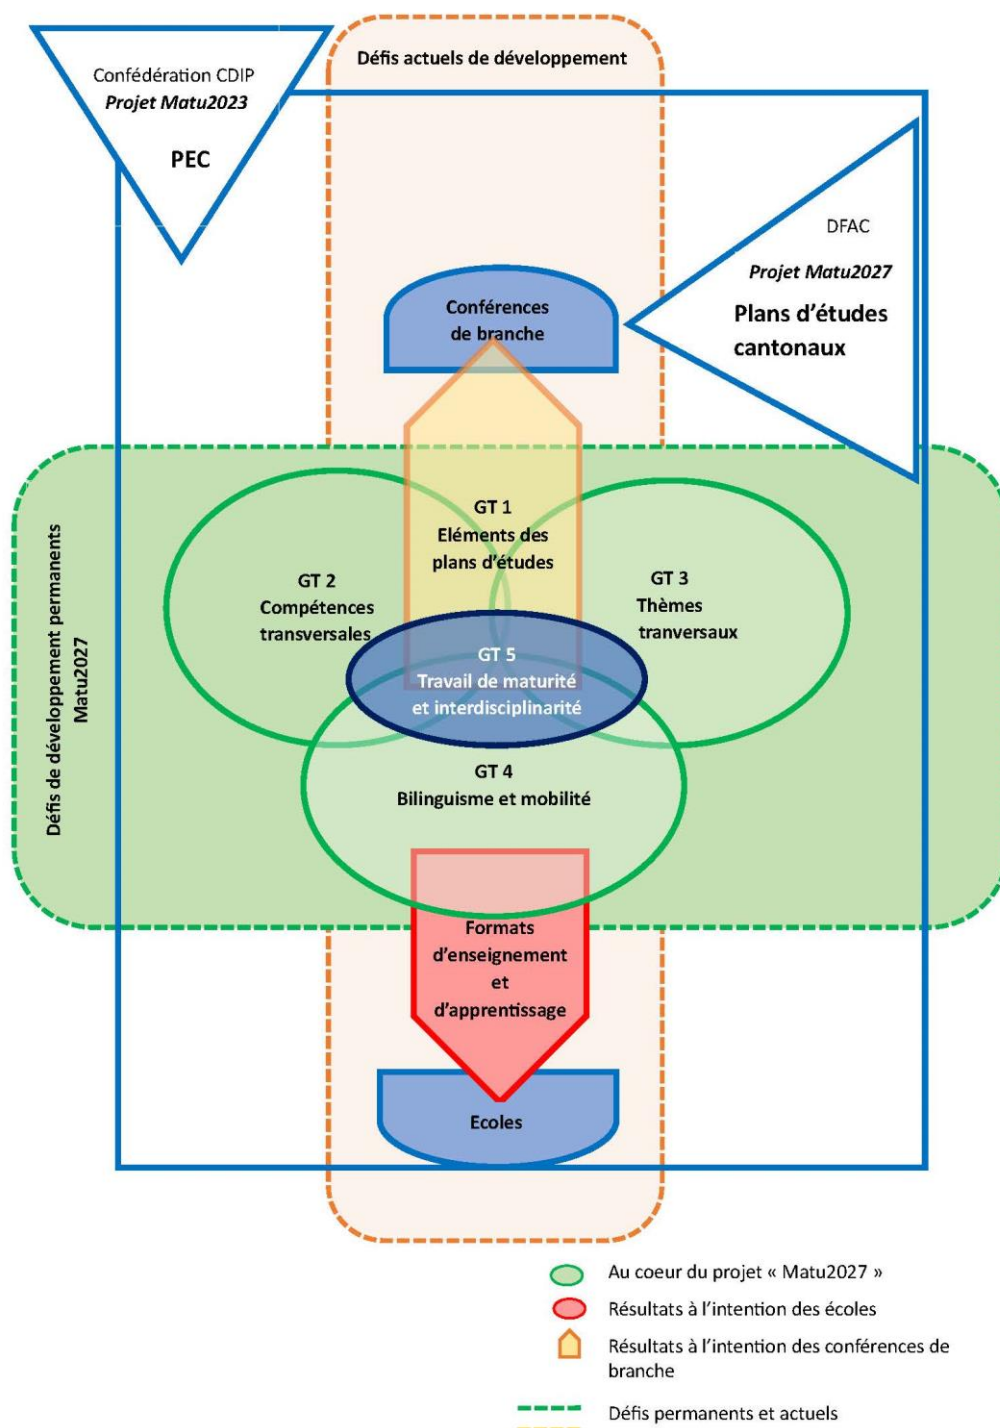 Défis actuels de développement
Confédération CDIP
Projet Matu2023
PEC
DFAC
Projet Matu2027
Plans d'études
cantonaux
Conférences
de branche
Défis de développement permanents
Matu2027
GT 1
Eléments des
plans d'études
GT 2
Compétences
transversales
GT 3
Thèmes
tranversaux
GT 5
Travail de maturité
et interdisciplinarité
GT 4
Bilinguisme et mobilité
Formats
d'enseignement
et
d'apprentissage
Ecoles
Au coeur du projet « Matu2027 »
Résultats à l'intention des écoles
Résultats à l'intention des conférences de
branche
Défis permanents et actuels